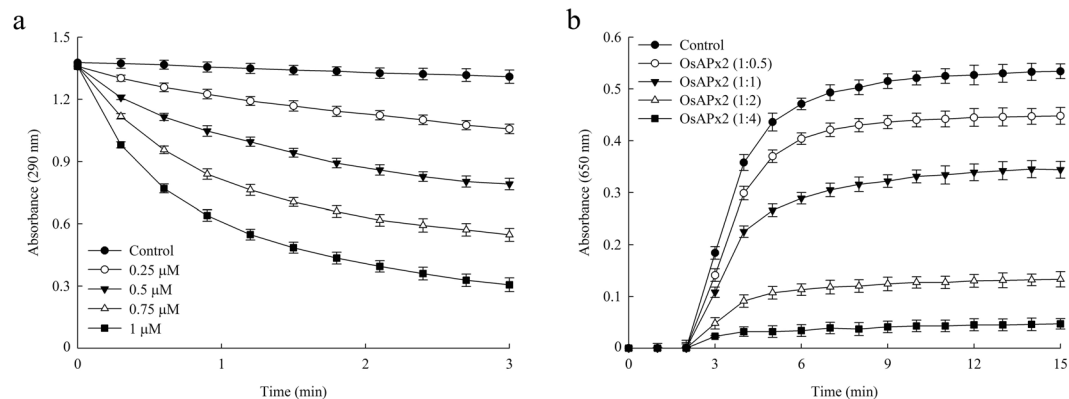 a
Absorbance (290 nm)
1.5
1.2
0.9
0.6
0.3
0
Control
0.25 μM
0.5 μM
0.75 μM
1 μM
0 1 2 3
Time (min)
b
Absorbance (650 nm)
0.6
0.5
0.4
0.3
0.2
0.1
0.0
Control
OsAPx2 (1:0.5)
OsAPx2 (1:1)
OsAPx2 (1:2)
OsAPx2 (1:4)
0 3 6 9 12 15
Time (min)